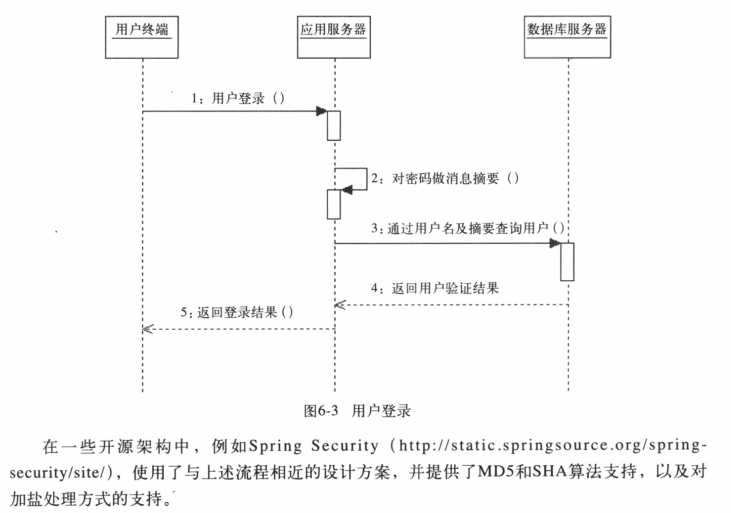 用户终端
应用服务器
数据库服务器
1：用户登录（）
2：对密码做消息摘要（）
3：通过用户名及摘要查询用户（）
4：返回用户验证结果
5：返回登录结果（）
图6-3 用户登录
在一些开源架构中，例如Spring Security（http://static.springsource.org/spring-
security/site/），使用了与上述流程相近的设计方案，并提供了MD5和SHA算法支持，以及对
加盐处理方式的支持。